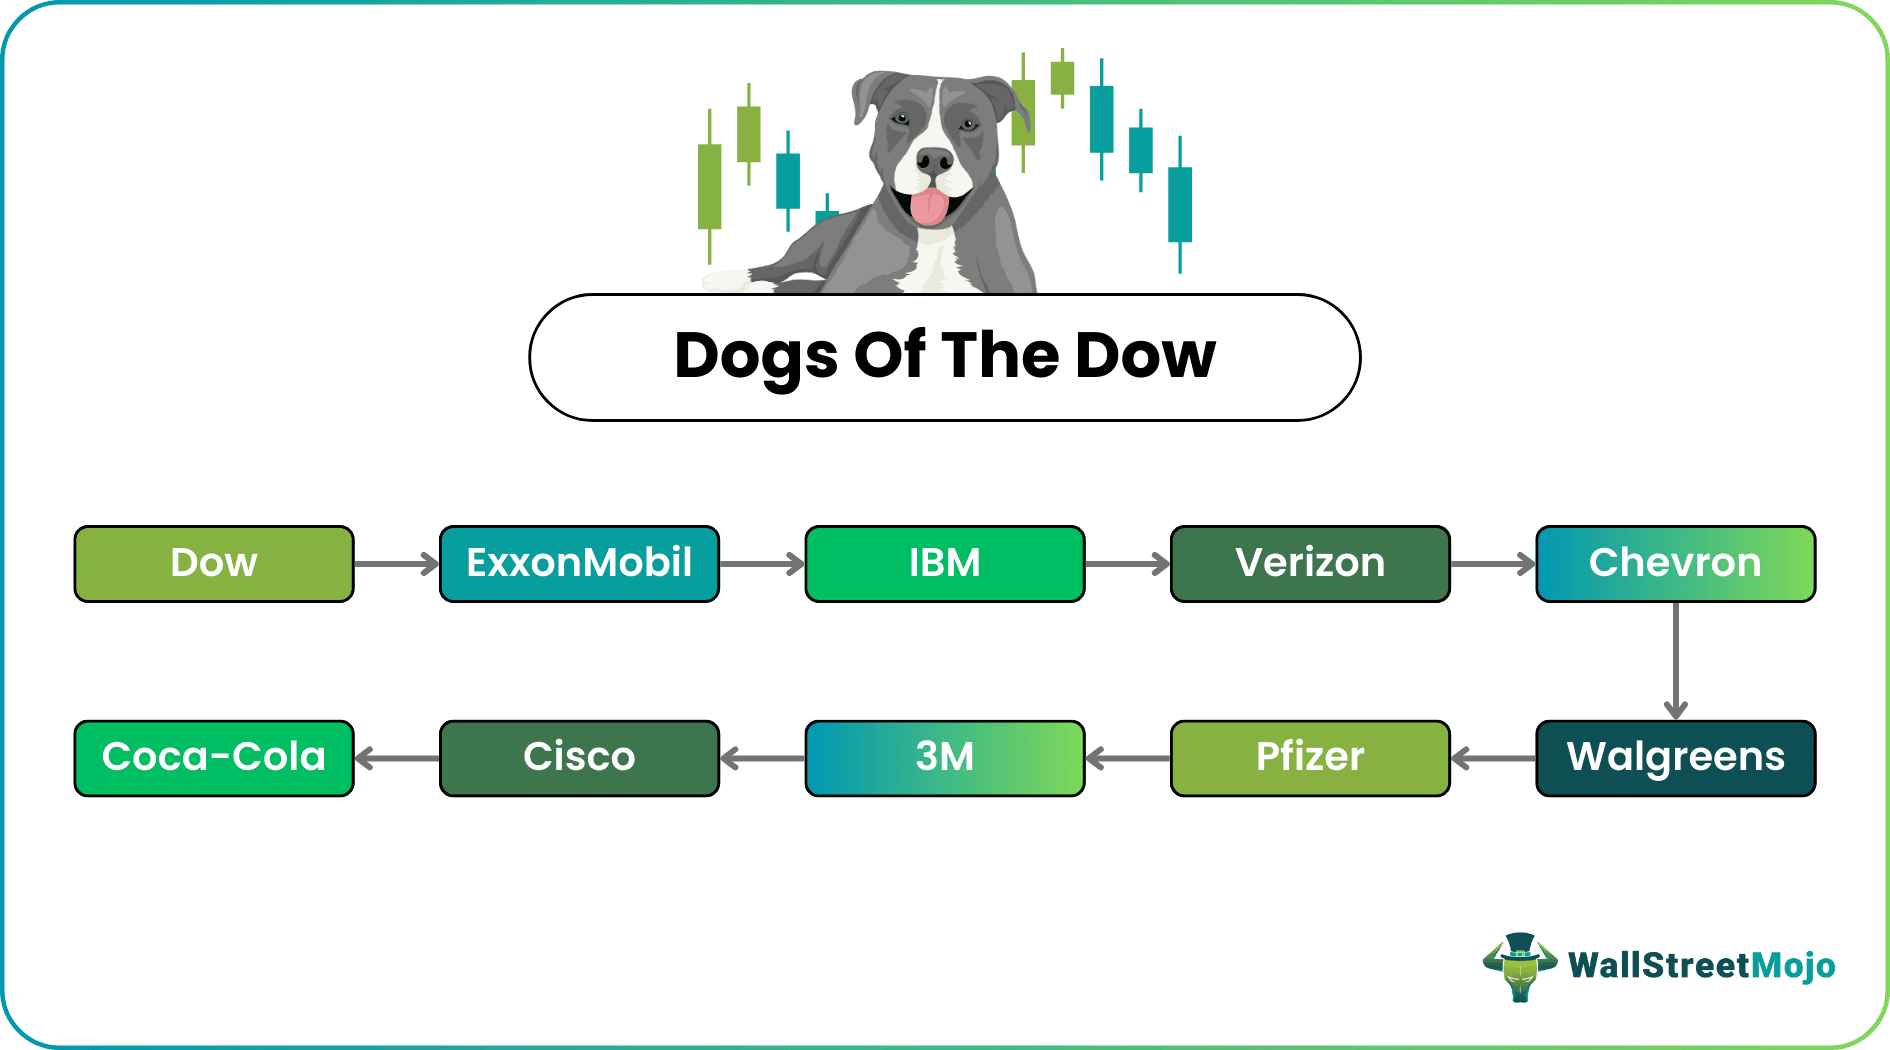 Dogs Of The Dow
Dow
ExxonMobil
IBM
Verizon
Chevron
Walgreens
Pfizer
3M
Cisco
Coca-Cola
WallStreetMojo